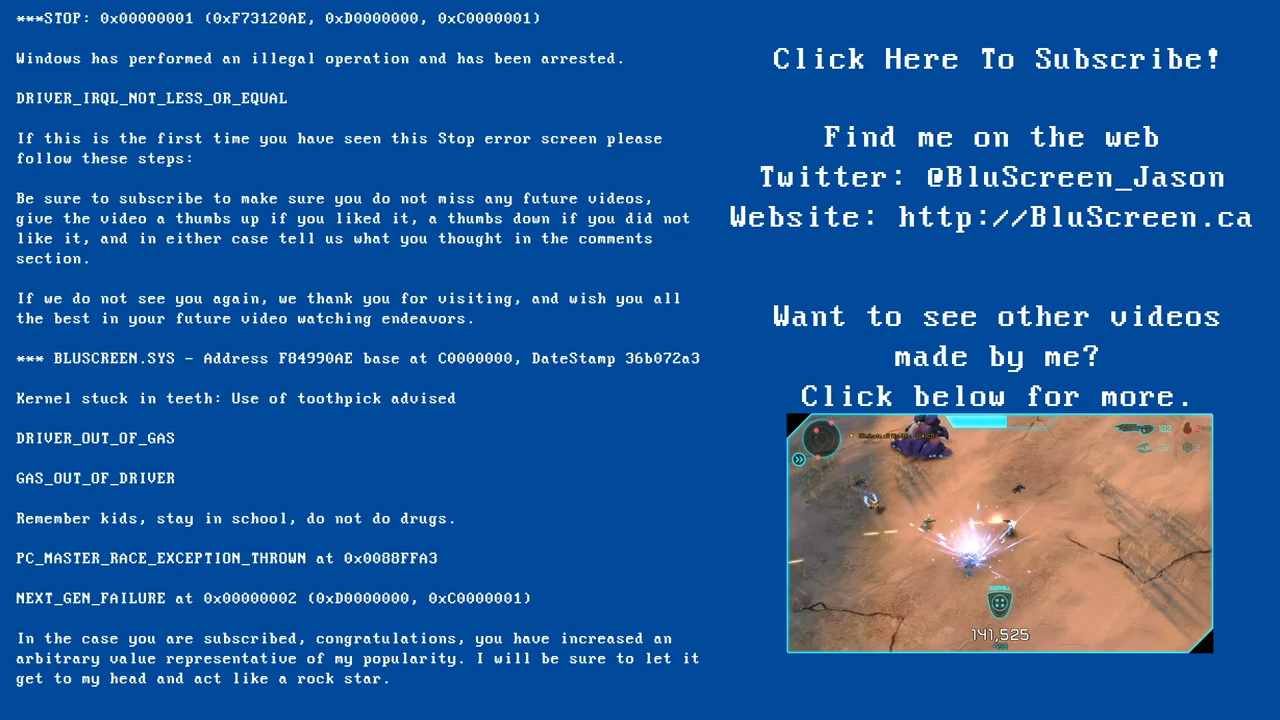 ***STOP: 0x00000001 (0xF73120AE, 0xD0000000, 0xC0000001)
Windows has performed an illegal operation and has been arrested.
DRIVER_IRQL_NOT_LESS_OR_EQUAL
If this is the first time you have seen this Stop error screen please
follow these steps:
Be sure to subscribe to make sure you do not miss any future videos,
give the video a thumbs up if you liked it, a thumbs down if you did not
like it, and in either case tell us what you thought in the comments
section.
If we do not see you again, we thank you for visiting, and wish you all
the best in your future video watching endeavors.
*** BLUSCREEN.SYS - Address F84990AE base at C0000000, DateStamp 36b072a3
Kernel stuck in teeth: Use of toothpick advised
DRIVER_OUT_OF_GAS
GAS_OUT_OF_DRIVER
Remember kids, stay in school, do not do drugs.
PC_MASTER_RACE_EXCEPTION_THROWN at 0x0088FFA3
NEXT_GEN_FAILURE at 0x00000002 (0xD0000000, 0xC0000001)
In the case you are subscribed, congratulations, you have increased an
arbitrary value representative of my popularity. I will be sure to let it
get to my head and act like a rock star.
Click Here To Subscribe!
Find me on the web
Twitter: @BluScreen_Jason
Website: http://BluScreen.ca
Want to see other videos
made by me?
Click below for more.
182
2
141,525